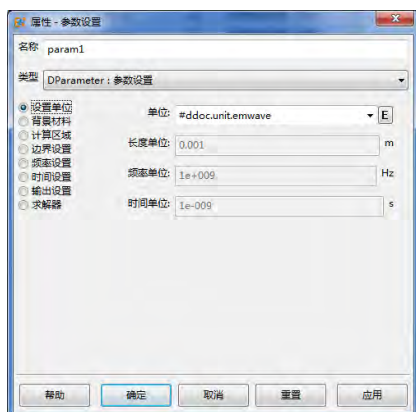 属性 - 参数设置
名称 param1
类型 DParameter : 参数设置
设置单位
背景材料
计算区域
边界设置
频率设置
时间设置
输出设置
求解器
单位: #ddoc.unit.emwave E
长度单位: 0.001 m
频率单位: 1e+009 Hz
时间单位: 1e-009 s
帮助 确定 取消 重置 应用